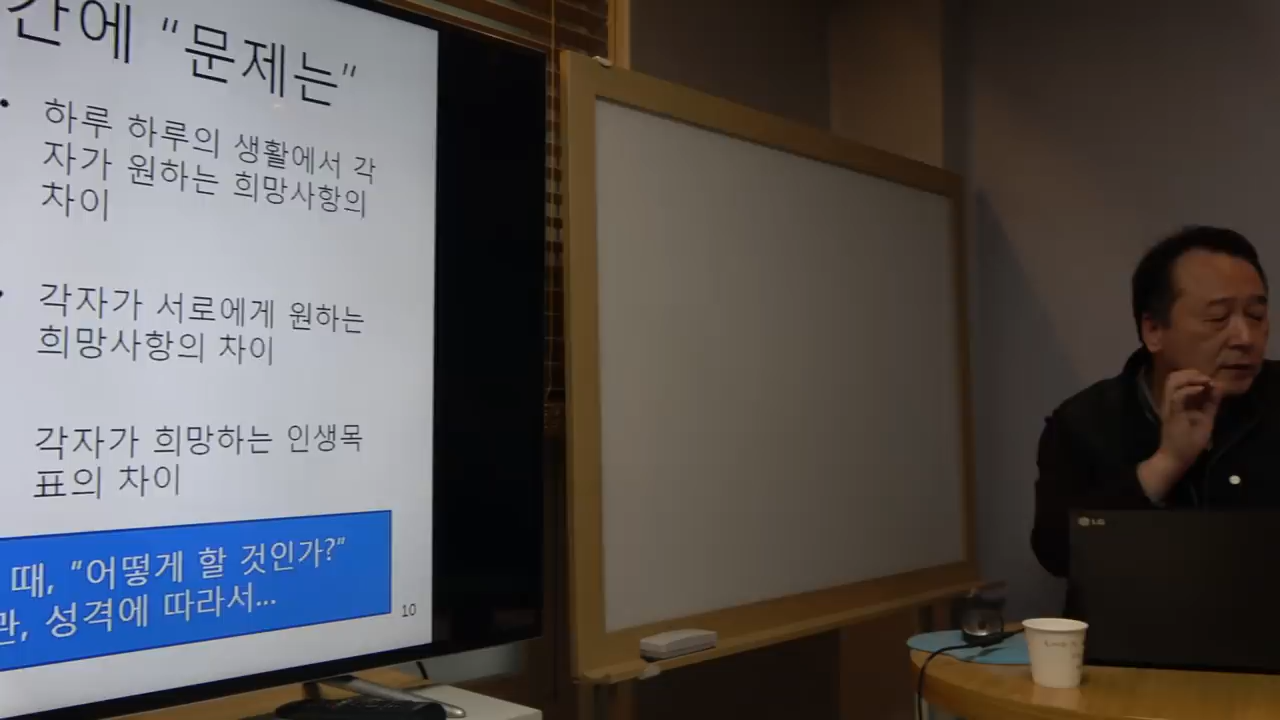 간에 "문제는"
• 하루 하루의 생활에서 각
자가 원하는 희망사항의
차이
• 각자가 서로에게 원하는
희망사항의 차이
각자가 희망하는 인생목
표의 차이
때, "어떻게 할 것인가?"
만, 성격에 따라서...
10
LG